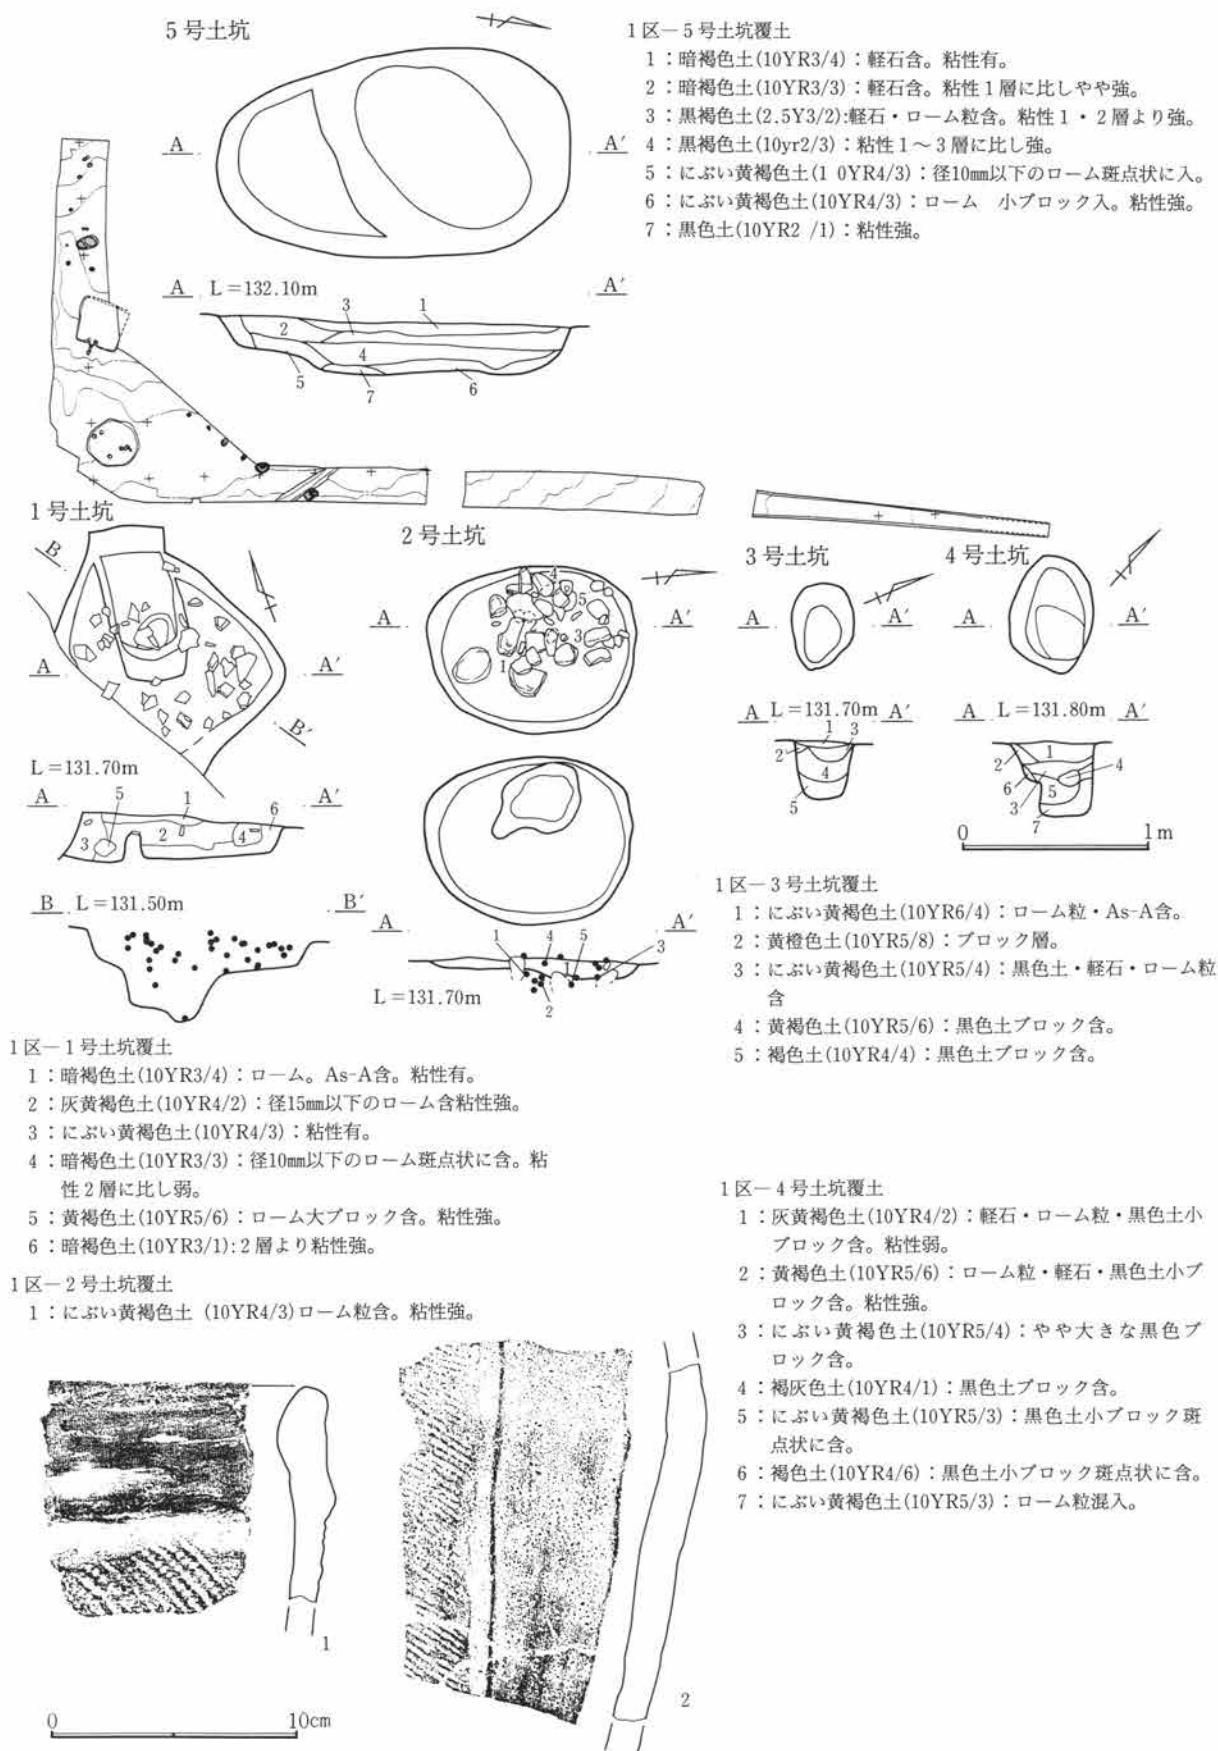 5号土坑
A
A′
A L=132.10m A′
3
1
2
4
5
7
6
1区―5号土坑覆土
1：暗褐色土(10YR3/4)：軽石含。粘性有。
2：暗褐色土(10YR3/3)：軽石含。粘性1層に比しやや強。
3：黒褐色土(2.5Y3/2):軽石・ローム粒含。粘性1・2層より強。
4：黒褐色土(10yr2/3)：粘性1～3層に比し強。
5：にぶい黄褐色土(1 0YR4/3)：径10mm以下のローム斑点状に入。
6：にぶい黄褐色土(10YR4/3)：ローム　小ブロック入。粘性強。
7：黒色土(10YR2 /1)：粘性強。
1号土坑
B
A
A′
B′
L=131.70m
A
5
1
6
A′
3
2
4
B L=131.50m B′
2号土坑
4
5
A
A′
3
1
A
A′
1
4
5
3
1
L=131.70m
2
3号土坑
A
A′
A L=131.70m A′
1
3
2
4
5
4号土坑
A
A′
A L=131.80m A′
1
2
4
6
3
5
7
0 1m
1区―3号土坑覆土
1：にぶい黄褐色土(10YR6/4)：ローム粒・As-A含。
2：黄橙色土(10YR5/8)：ブロック層。
3：にぶい黄褐色土(10YR5/4)：黒色土・軽石・ローム粒
含
4：黄褐色土(10YR5/6)：黒色土ブロック含。
5：褐色土(10YR4/4)：黒色土ブロック含。
1区―1号土坑覆土
1：暗褐色土(10YR3/4)：ローム。As-A含。粘性有。
2：灰黄褐色土(10YR4/2)：径15mm以下のローム含粘性強。
3：にぶい黄褐色土(10YR4/3)：粘性有。
4：暗褐色土(10YR3/3)：径10mm以下のローム斑点状に含。粘
性2層に比し弱。
5：黄褐色土(10YR5/6)：ローム大ブロック含。粘性強。
6：暗褐色土(10YR3/1):2層より粘性強。
1区―2号土坑覆土
1：にぶい黄褐色土 (10YR4/3)ローム粒含。粘性強。
1区―4号土坑覆土
1：灰黄褐色土(10YR4/2)：軽石・ローム粒・黒色土小
ブロック含。粘性弱。
2：黄褐色土(10YR5/6)：ローム粒・軽石・黒色土小ブ
ロック含。粘性強。
3：にぶい黄褐色土(10YR5/4)：やや大きな黒色ブ
ロック含。
4：褐灰色土(10YR4/1)：黒色土ブロック含。
5：にぶい黄褐色土(10YR5/3)：黒色土小ブロック斑
点状に含。
6：褐色土(10YR4/6)：黒色土小ブロック斑点状に含。
7：にぶい黄褐色土(10YR5/3)：ローム粒混入。
1
2
0 10cm